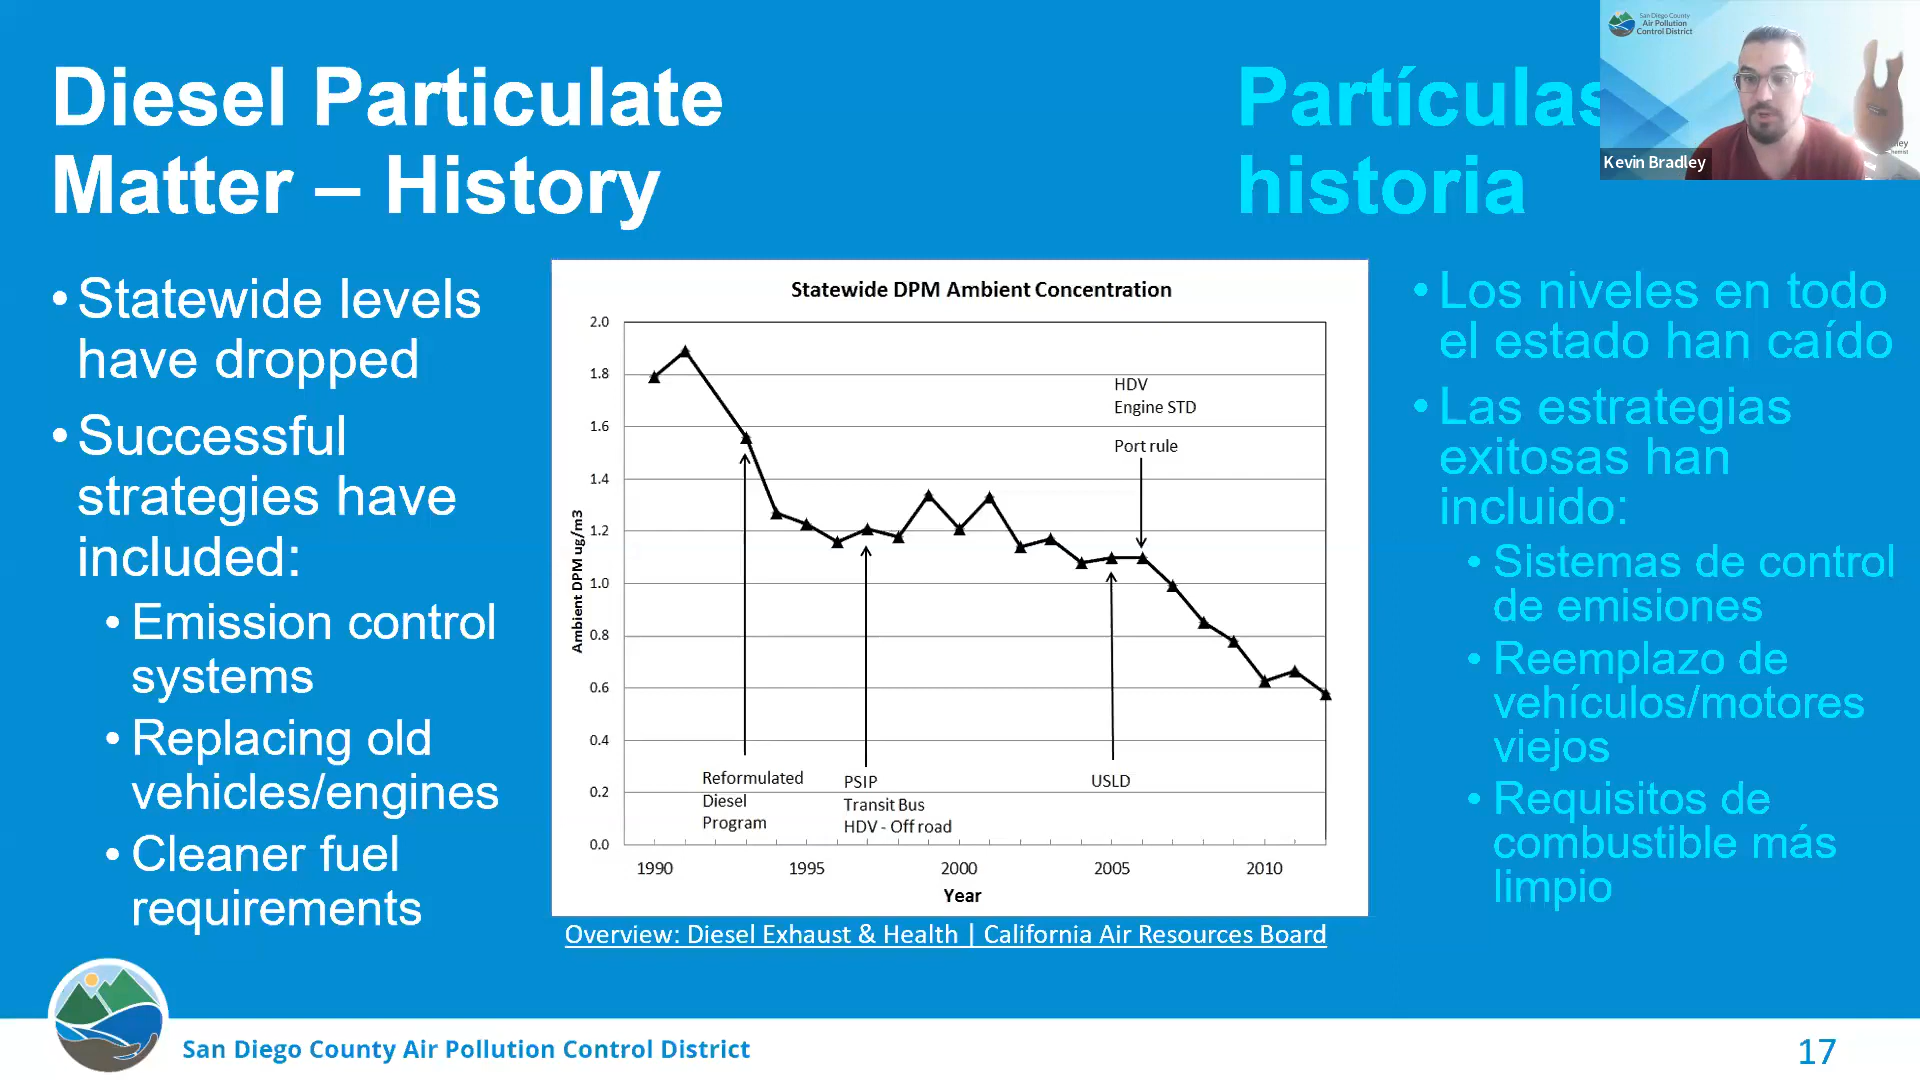 Diesel Particulate
Matter – History
Partículas
historia
San Diego County
Air Pollution
Control District
Kevin Bradley
• Statewide levels
have dropped
• Successful
strategies have
included:
• Emission control
systems
• Replacing old
vehicles/engines
• Cleaner fuel
requirements
Statewide DPM Ambient Concentration
Ambient DPM ug/m3
2.0
1.8
1.6
1.4
1.2
1.0
0.8
0.6
0.4
0.2
0.0
HDV
Engine STD
Port rule
Reformulated
Diesel
Program
PSIP
Transit Bus
HDV - Off road
USLD
1990 1995 2000 2005 2010
Year
Overview: Diesel Exhaust & Health | California Air Resources Board
• Los niveles en todo
el estado han caído
• Las estrategias
exitosas han
incluido:
• Sistemas de control
de emisiones
• Reemplazo de
vehículos/motores
viejos
• Requisitos de
combustible más
limpio
San Diego County Air Pollution Control District
17